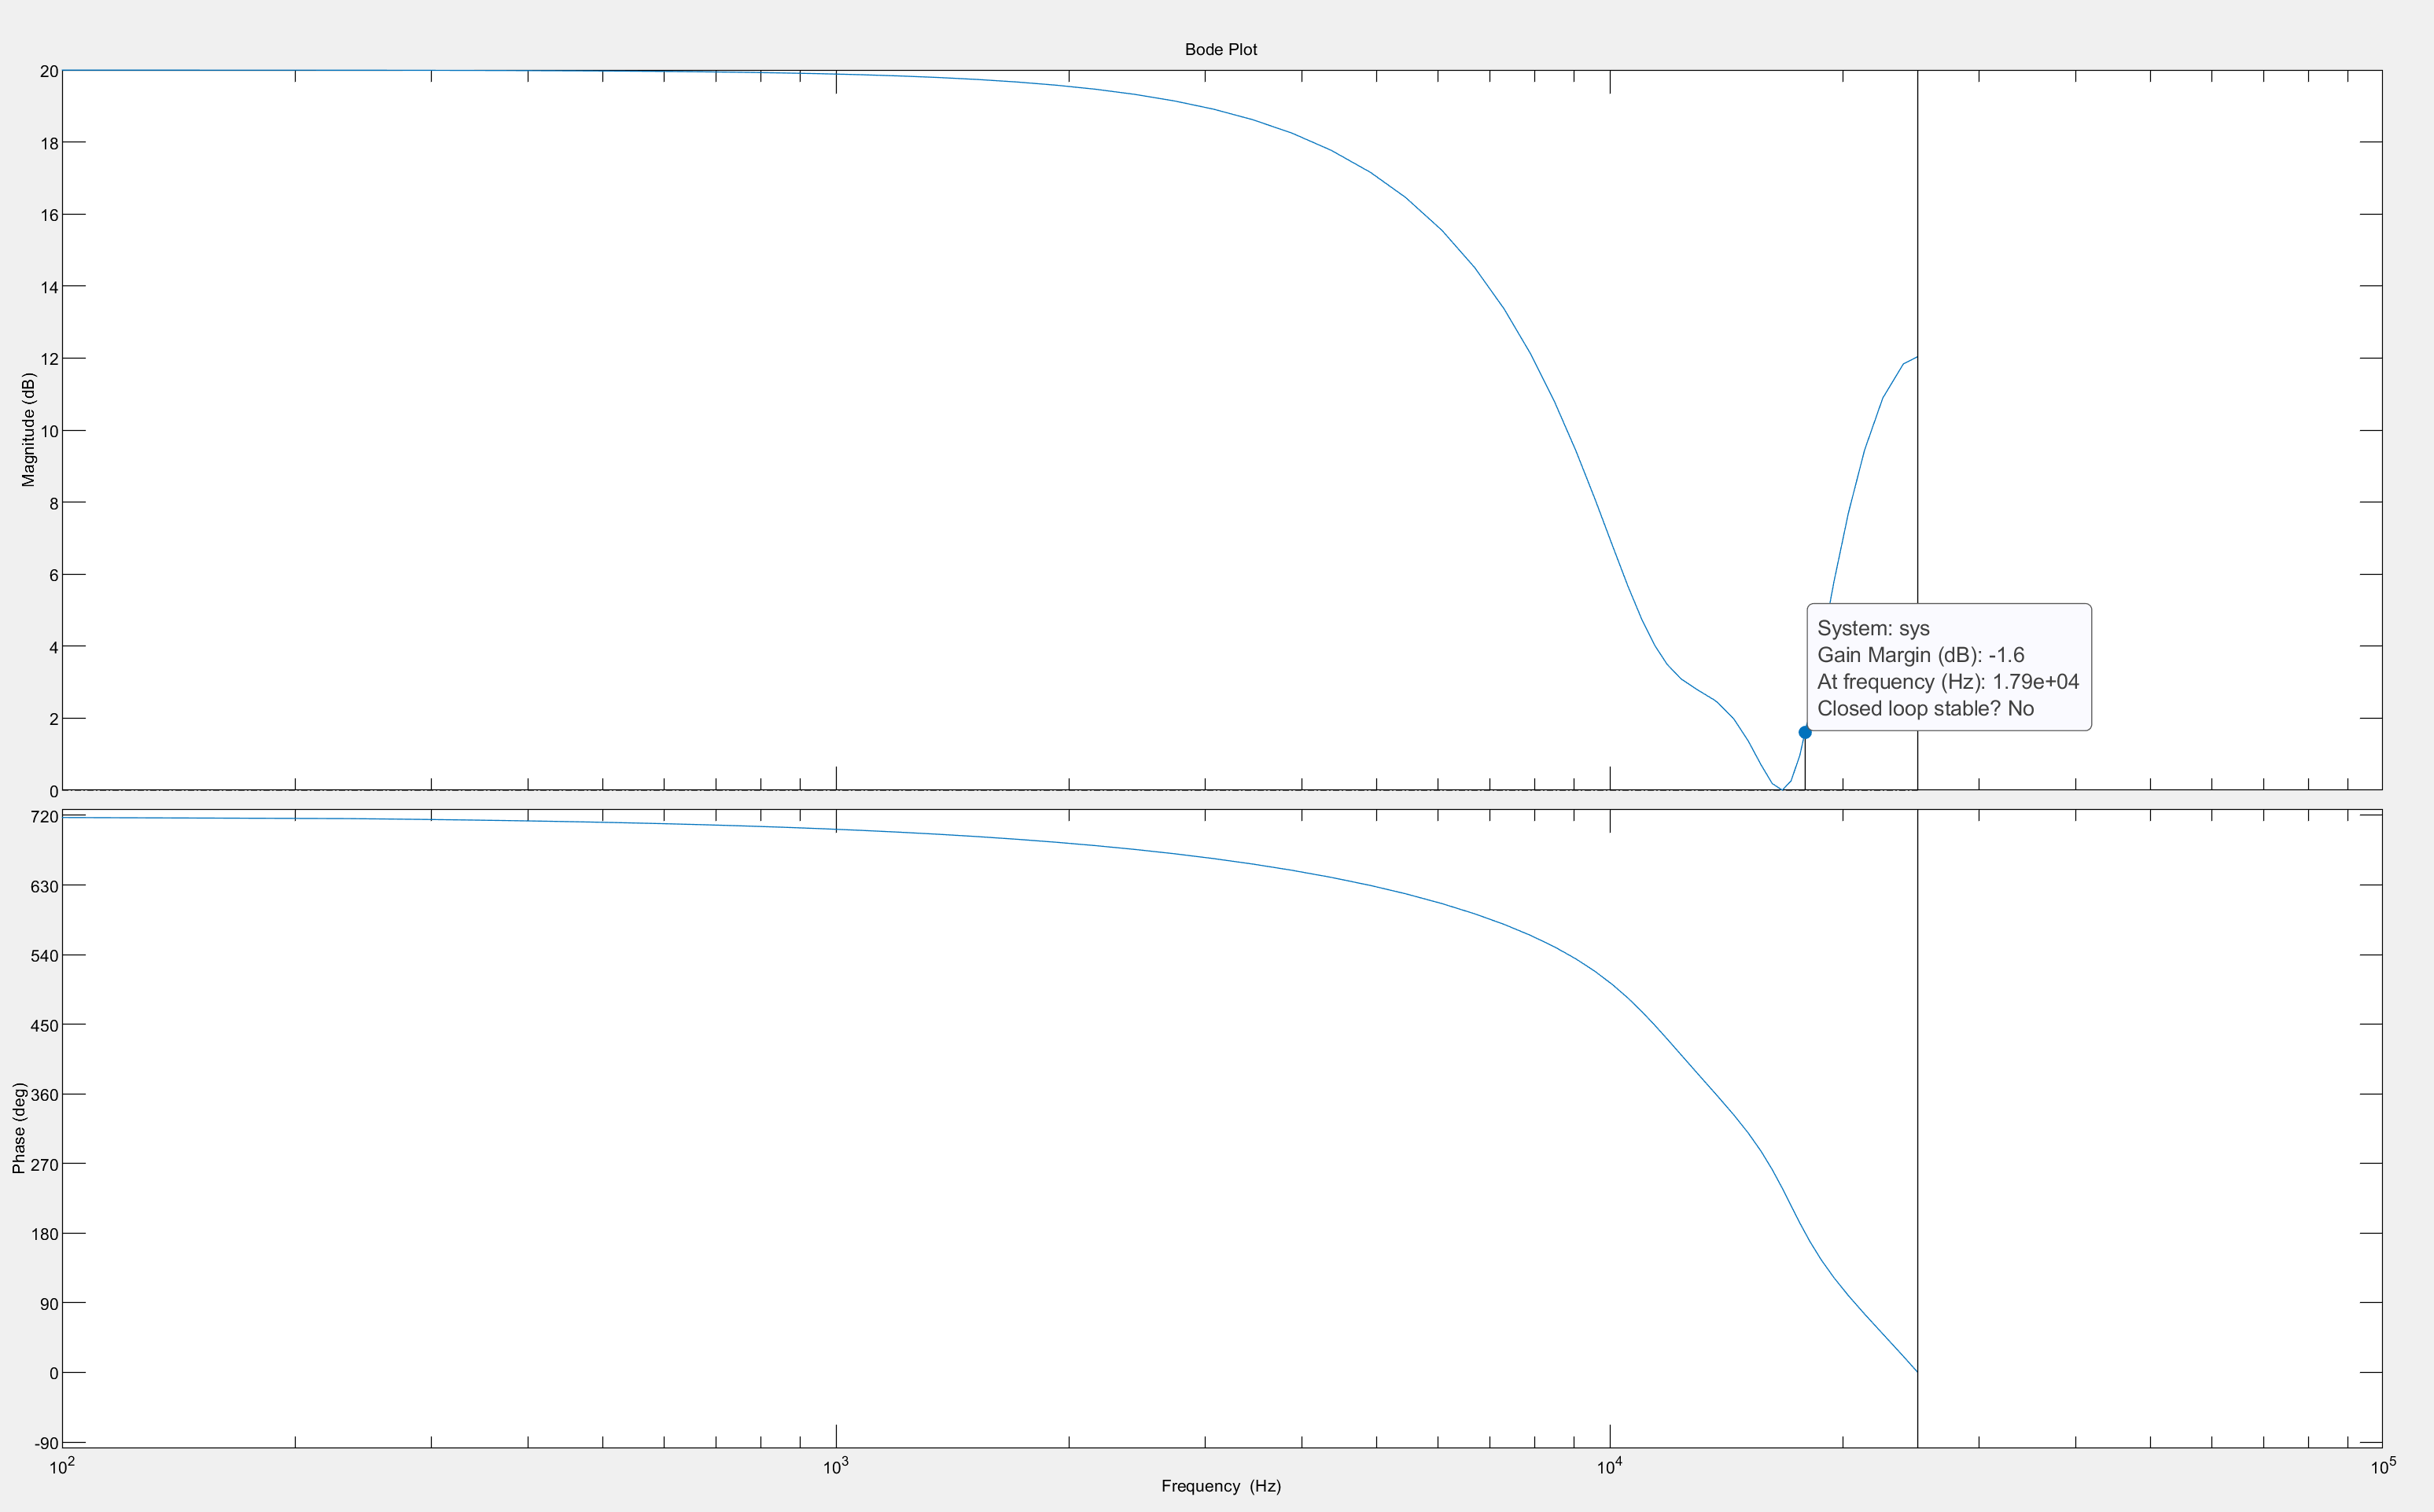 Bode Plot
20
18
16
14
12
10
8
6
4
2
0
Magnitude (dB)
System: sys
Gain Margin (dB): -1.6
At frequency (Hz): 1.79e+04
Closed loop stable? No
720
630
540
450
360
270
180
90
0
-90
Phase (deg)
10^2 10^3 10^4 10^5
Frequency (Hz)